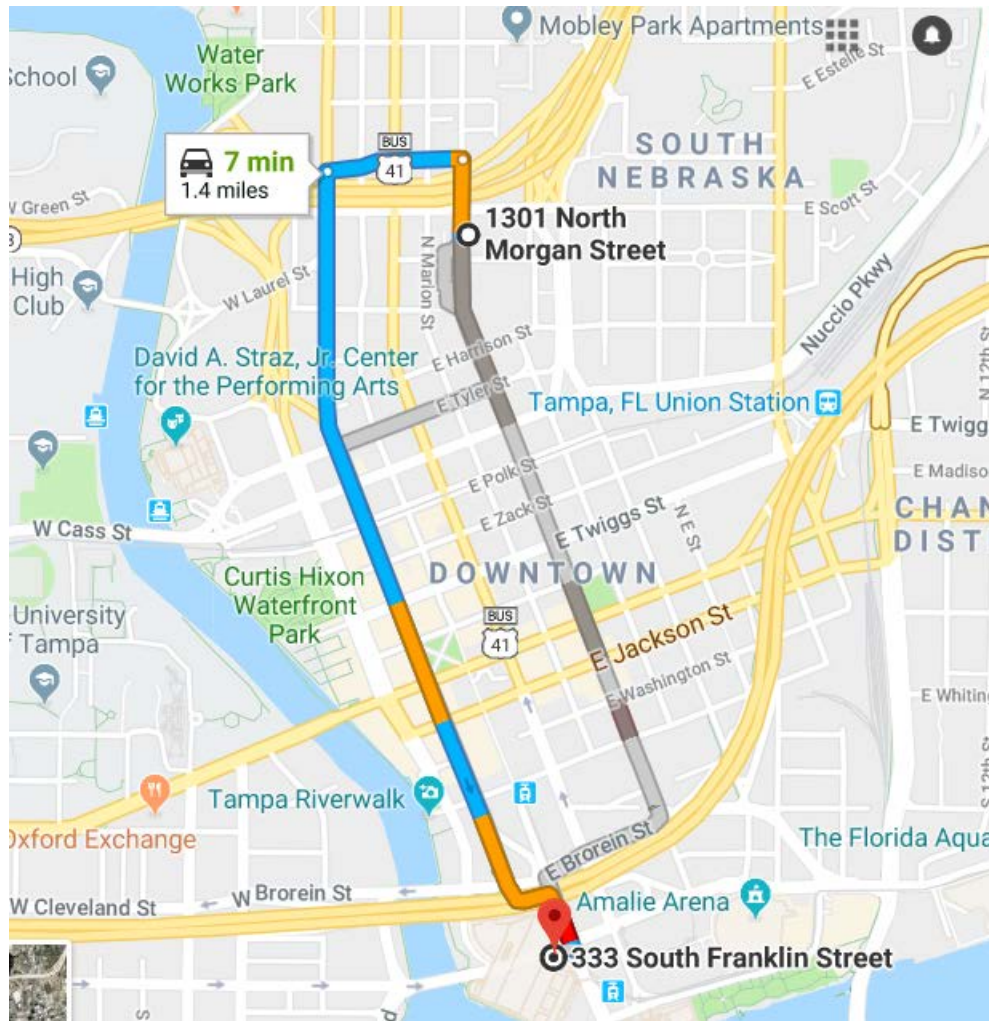 Mobley Park Apartments
E Estelle St
Water
Works Park
School
BUS
41
7 min
1.4 miles
SOUTH
NEBRASKA
W Green St
E Scott St
1301 North
Morgan Street
N Marion St
High
Club
W Laurel St
Nuccio Pkwy
E Harrison St
David A. Straz, Jr. Center
for the Performing Arts
E Tyler St
Tampa, FL Union Station
N 12th St
E Twigg
E Polk St
E Madiso
E Zack St
E Twiggs St
N E St
CHAN
DIST
W Cass St
DOWNTOWN
Curtis Hixon
Waterfront
Park
University
f Tampa
BUS
41
E Jackson St
E Washington St
E Whiting
S 12th St
Tampa Riverwalk
Oxford Exchange
The Florida Aqua
E Brorein St
W Brorein St
W Cleveland St
Amalie Arena
333 South Franklin Street